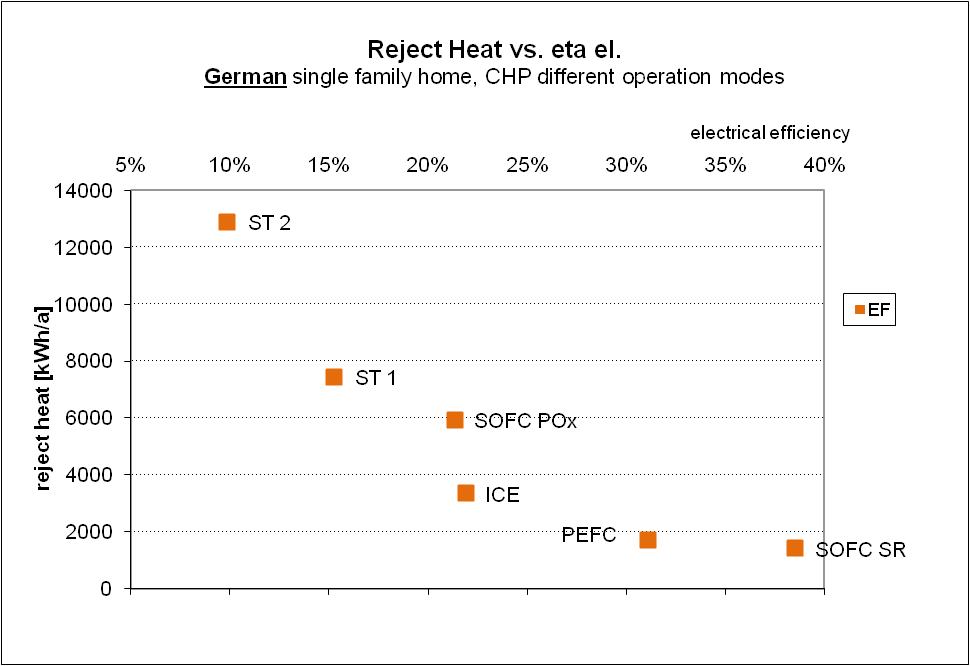 Reject Heat vs. eta el.
German single family home, CHP different operation modes
electrical efficiency
5% 10% 15% 20% 25% 30% 35% 40%
reject heat [kWh/a]
14000
12000
10000
8000
6000
4000
2000
0
ST 2
ST 1
SOFC POx
ICE
PEFC
SOFC SR
EF